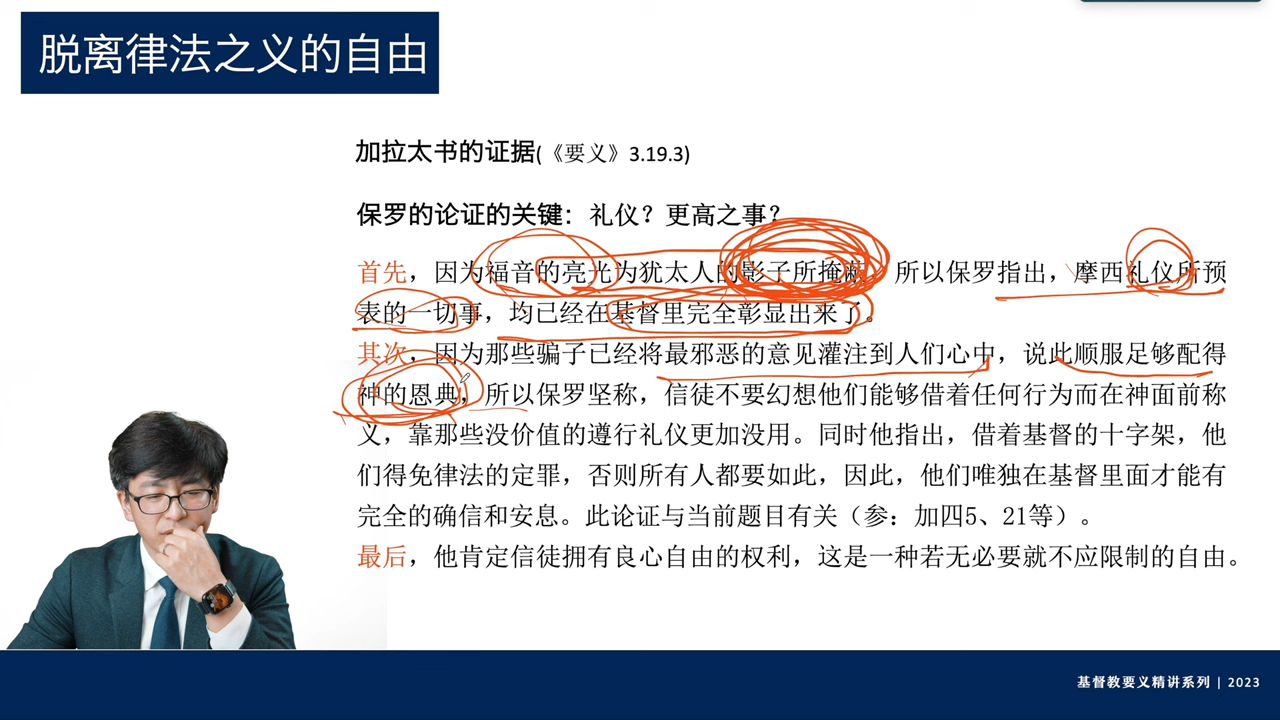 脱离律法之义的自由
加拉太书的证据(《要义》3.19.3)
保罗的论证的关键：礼仪？更高之事？
首先，因为福音的亮光为犹太人的影子所掩蔽，所以保罗指出，摩西礼仪所预
表的一切事，均已经在基督里完全彰显出来了。
其次，因为那些骗子已经将最邪恶的意见灌注到人们心中，说此顺服足够配得
神的恩典，所以保罗坚称，信徒不要幻想他们能够借着任何行为而在神面前称
义，靠那些没价值的遵行礼仪更加没用。同时他指出，借着基督的十字架，他
们得免律法的定罪，否则所有人都要如此，因此，他们唯独在基督里面才能有
完全的确信和安息。此论证与当前题目有关（参：加四5、21等）。
最后，他肯定信徒拥有良心自由的权利，这是一种若无必要就不应限制的自由。
基督教要义精讲系列 | 2023